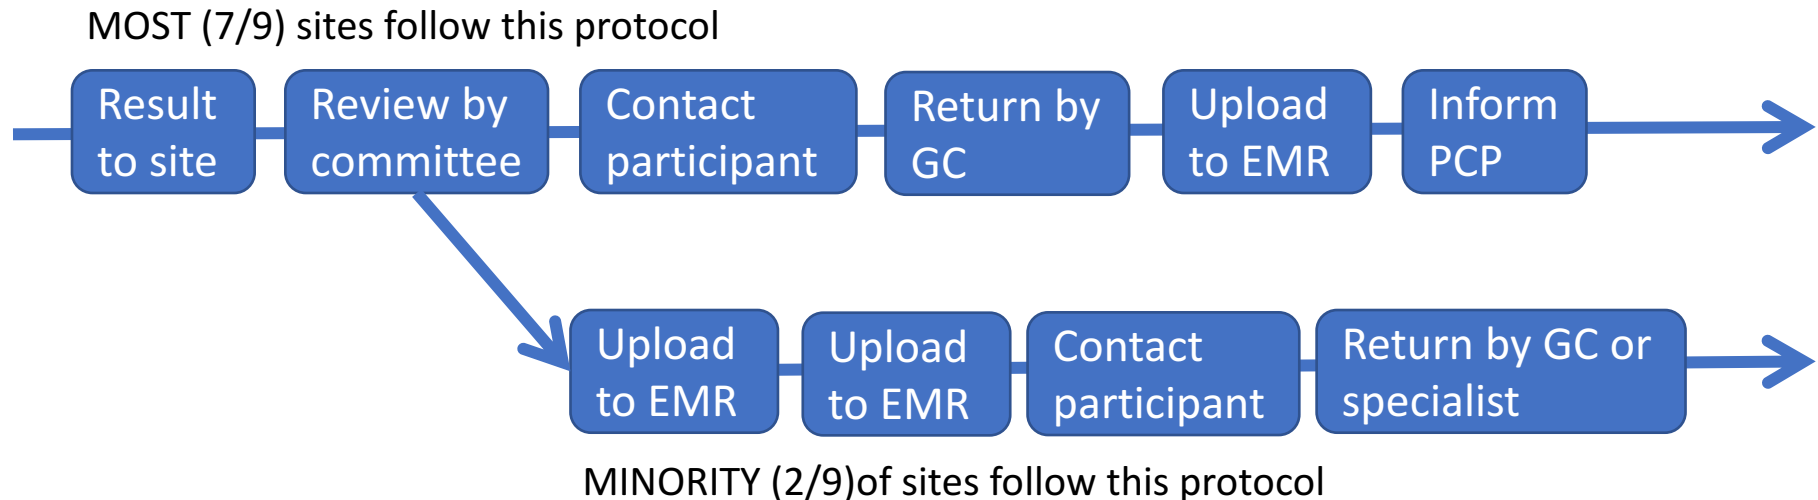 MOST (7/9) sites follow this protocol
Result
to site
Review by
committee
Contact
participant
Return by
GC
Upload
to EMR
Inform
PCP
Upload
to EMR
Upload
to EMR
Contact
participant
Return by GC or
specialist
MINORITY (2/9)of sites follow this protocol